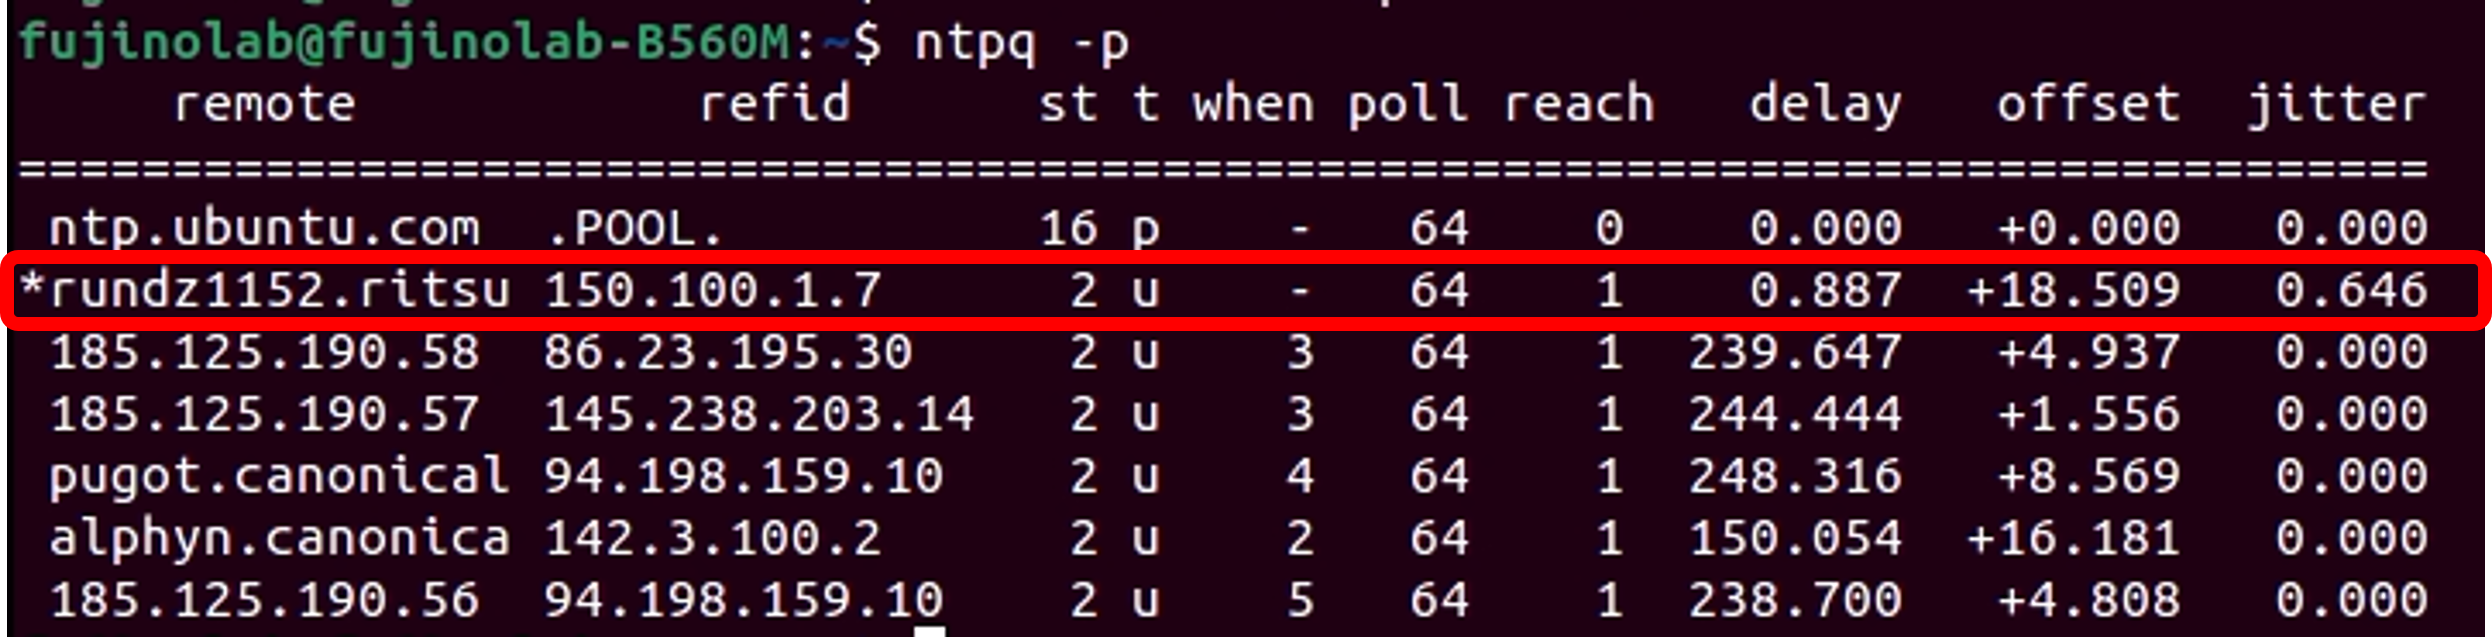 fujinolab@fujinolab-B560M:~$ ntpq -p
     remote           refid      st t when poll reach   delay   offset  jitter
==============================================================================
 ntp.ubuntu.com  .POOL.          16 p    -   64    0    0.000   +0.000   0.000
*rundz1152.ritsu 150.100.1.7      2 u    -   64    1    0.887  +18.509   0.646
 185.125.190.58  86.23.195.30     2 u    3   64    1  239.647   +4.937   0.000
 185.125.190.57  145.238.203.14   2 u    3   64    1  244.444   +1.556   0.000
 pugot.canonical 94.198.159.10    2 u    4   64    1  248.316   +8.569   0.000
 alphyn.canonica 142.3.100.2      2 u    2   64    1  150.054  +16.181   0.000
 185.125.190.56  94.198.159.10    2 u    5   64    1  238.700   +4.808   0.000